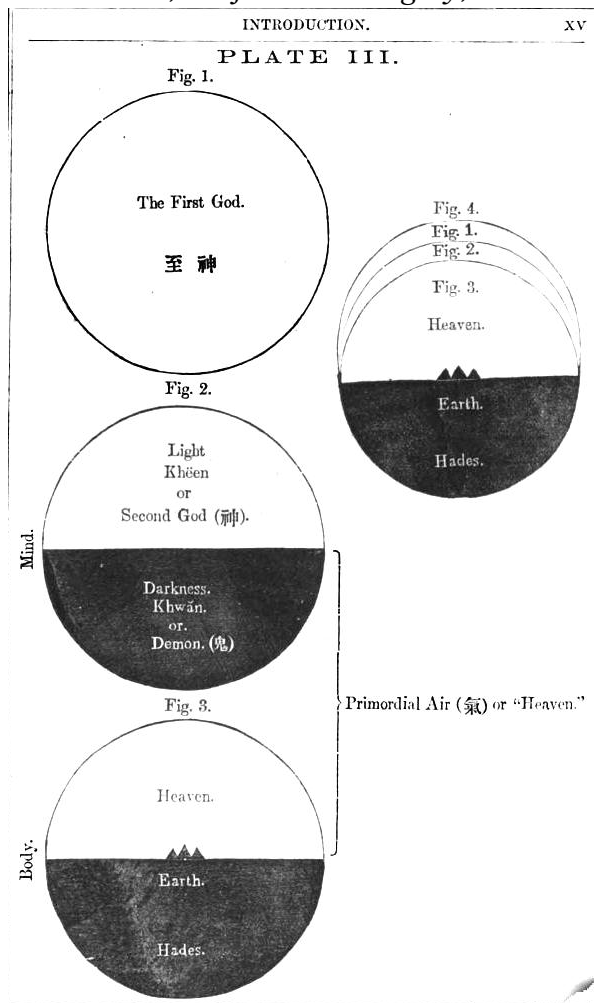 INTRODUCTION. XV
PLATE III.
Fig. 1.
The First God.
至 神
Fig. 2.
Light
Khëen
or
Second God (神).
Mind.
Darkness.
Khwăn.
or.
Demon. (鬼)
Fig. 3.
Heaven.
Body.
Earth.
Hades.
Primordial Air (氣) or “Heaven.”
Fig. 4.
Fig. 1.
Fig. 2.
Fig. 3.
Heaven.
Earth.
Hades.